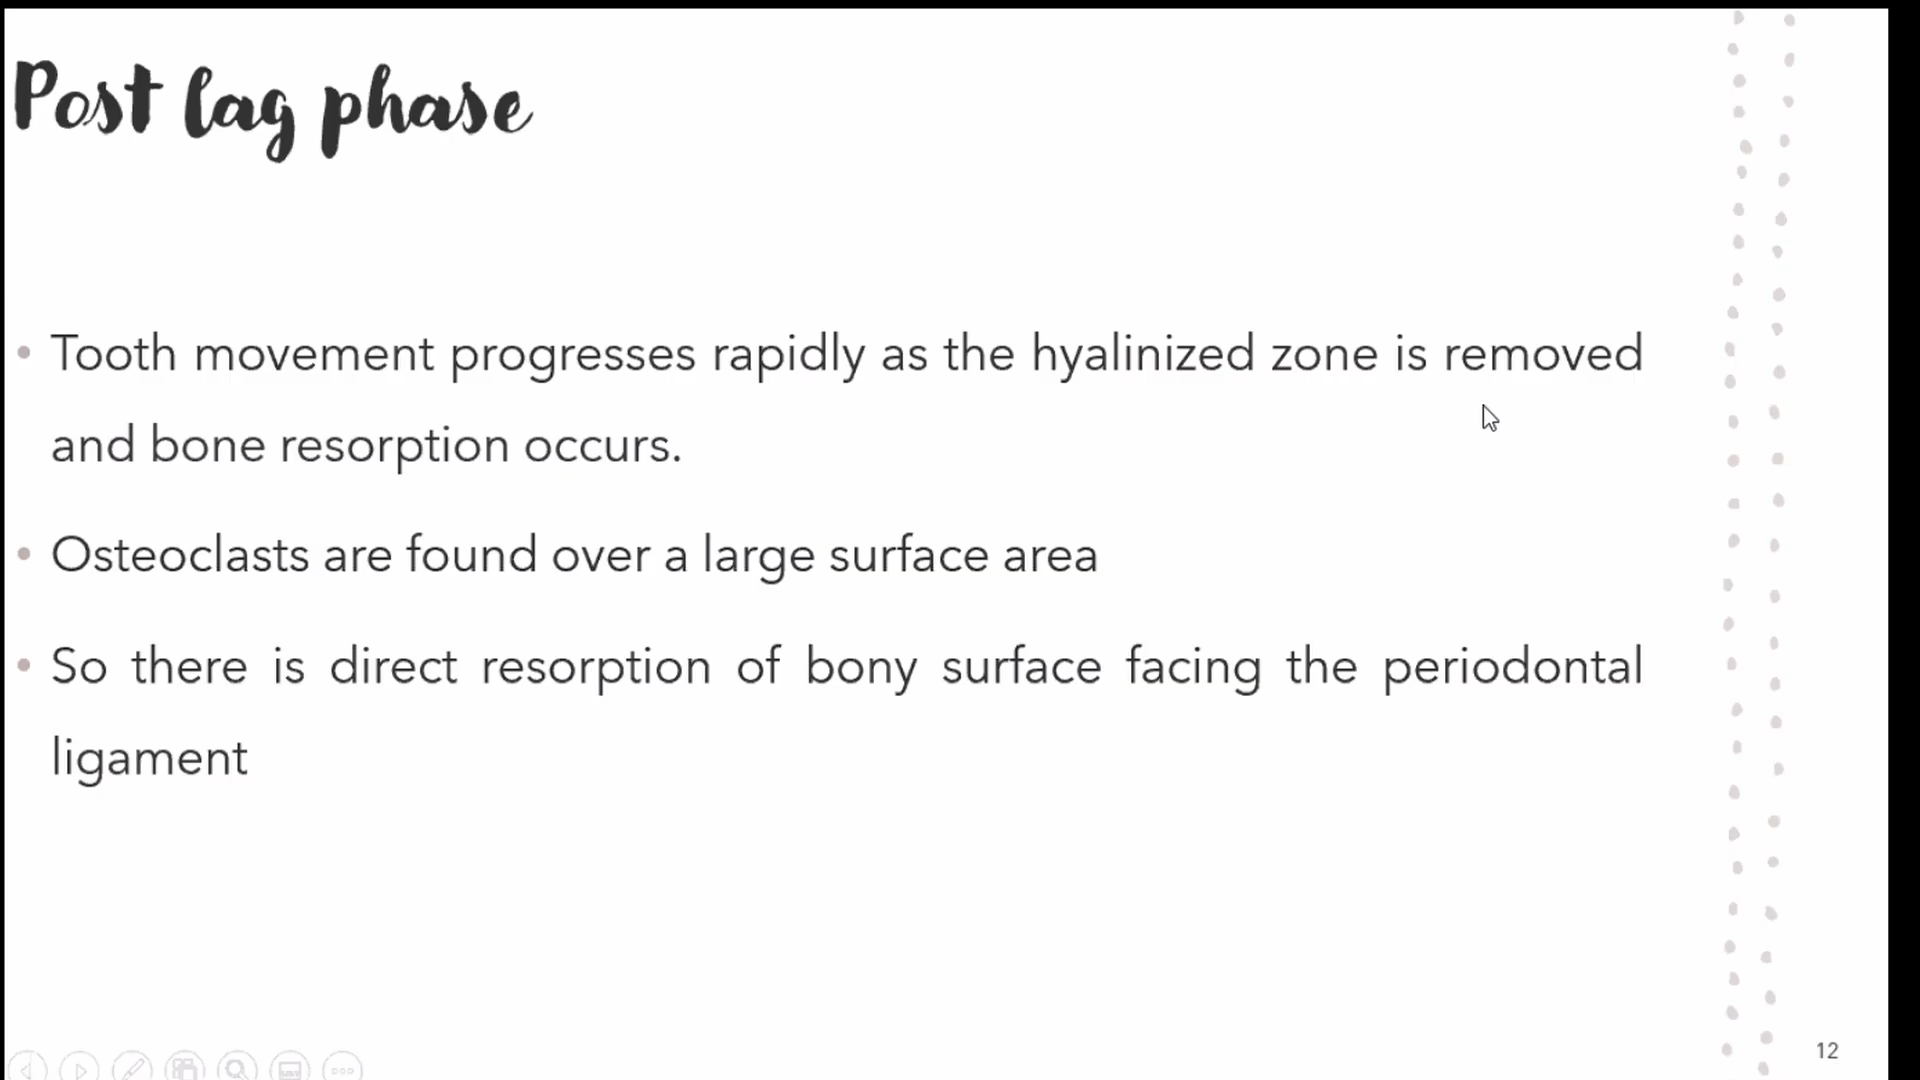 Post lag phase
• Tooth movement progresses rapidly as the hyalinized zone is removed
and bone resorption occurs.
• Osteoclasts are found over a large surface area
• So there is direct resorption of bony surface facing the periodontal
ligament
12